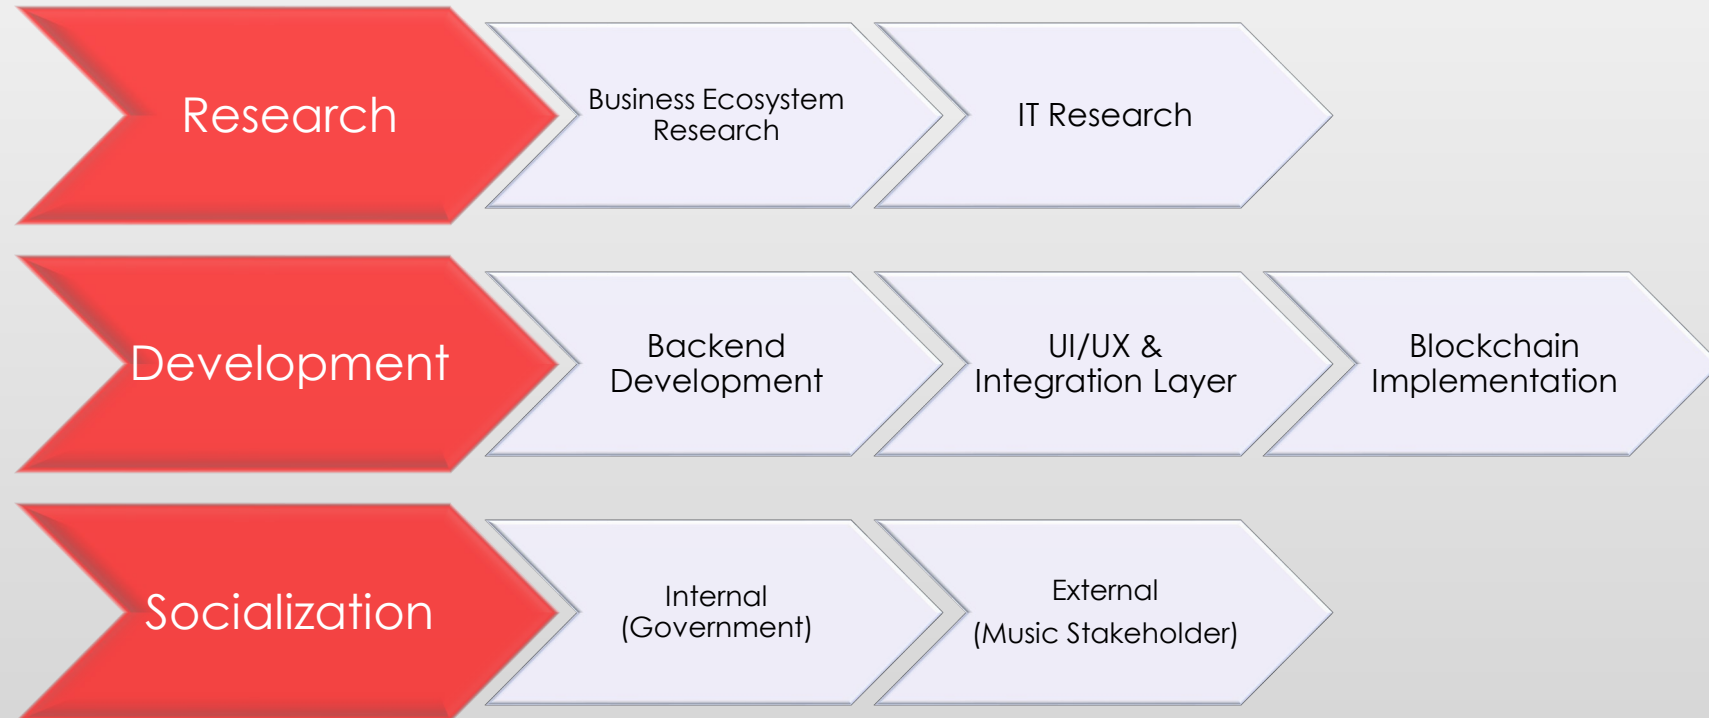 Research
Business Ecosystem
Research
IT Research
Development
Backend
Development
UI/UX &
Integration Layer
Blockchain
Implementation
Socialization
Internal
(Government)
External
(Music Stakeholder)